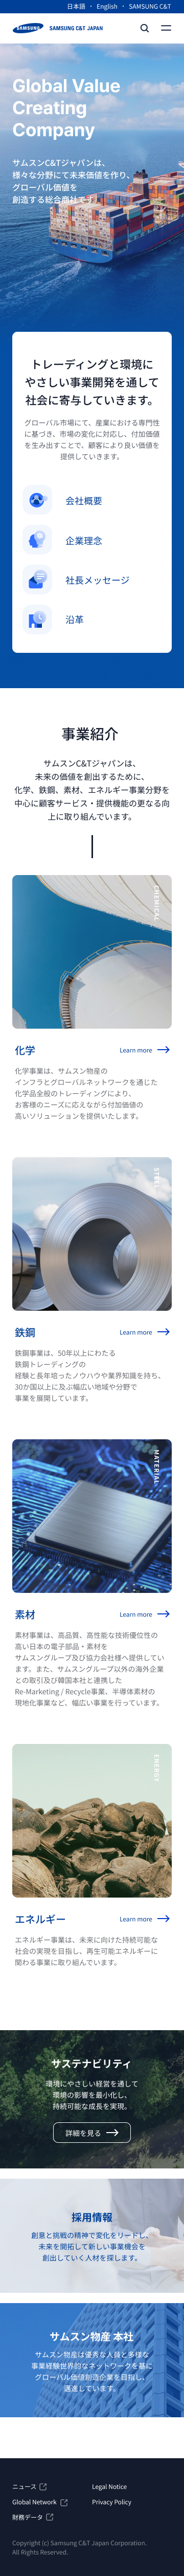 日本語 ・ English ・ SAMSUNG C&T
SAMSUNG SAMSUNG C&T JAPAN
Global Value
Creating
Company
サムスンC&Tジャパンは、
様々な分野にて未来価値を作り、
グローバル価値を
創造する総合商社です。
トレーディングと環境に
やさしい事業開発を通して
社会に寄与していきます。
グローバル市場にて、産業における専門性
に基づき、市場の変化に対応し、付加価値
を生み出すことで、顧客により良い価値を
提供していきます。
会社概要
企業理念
社長メッセージ
沿革
事業紹介
サムスンC&Tジャパンは、
未来の価値を創出するために、
化学、鉄鋼、素材、エネルギー事業分野を
中心に顧客サービス・提供機能の更なる向
上に取り組んでいます。
CHEMICAL
化学 Learn more
化学事業は、サムスン物産の
インフラとグローバルネットワークを通じた
化学品全般のトレーディングにより、
お客様のニーズに応えながら付加価値の
高いソリューションを提供いたします。
STEEL
鉄鋼 Learn more
鉄鋼事業は、50年以上にわたる
鉄鋼トレーディングの
経験と長年培ったノウハウや業界知識を持ち、
30か国以上に及ぶ幅広い地域や分野で
事業を展開しています。
MATERIAL
素材 Learn more
素材事業は、高品質、高性能な技術優位性の
高い日本の電子部品・素材を
サムスングループ及び協力会社様へ提供してい
ます。また、サムスングループ以外の海外企業
との取引及び韓国本社と連携した
Re-Marketing / Recycle事業、半導体素材の
現地化事業など、幅広い事業を行っています。
ENERGY
エネルギー Learn more
エネルギー事業は、未来に向けた持続可能な
社会の実現を目指し、再生可能エネルギーに
関わる事業に取り組んでいます。
サステナビリティ
環境にやさしい経営を通して
環境の影響を最小化し、
持続可能な成長を実現。
詳細を見る
採用情報
創意と挑戦の精神で変化をリードし、
未来を開拓して新しい事業機会を
創出していく人材を探します。
サムスン物産 本社
サムスン物産は優秀な人員と多様な
事業経験世界的なネットワークを基に
グローバル価値創造企業を目指し、
邁進しています。
ニュース Legal Notice
Global Network Privacy Policy
財務データ
Copyright (c) Samsung C&T Japan Corporation.
All Rights Reserved.